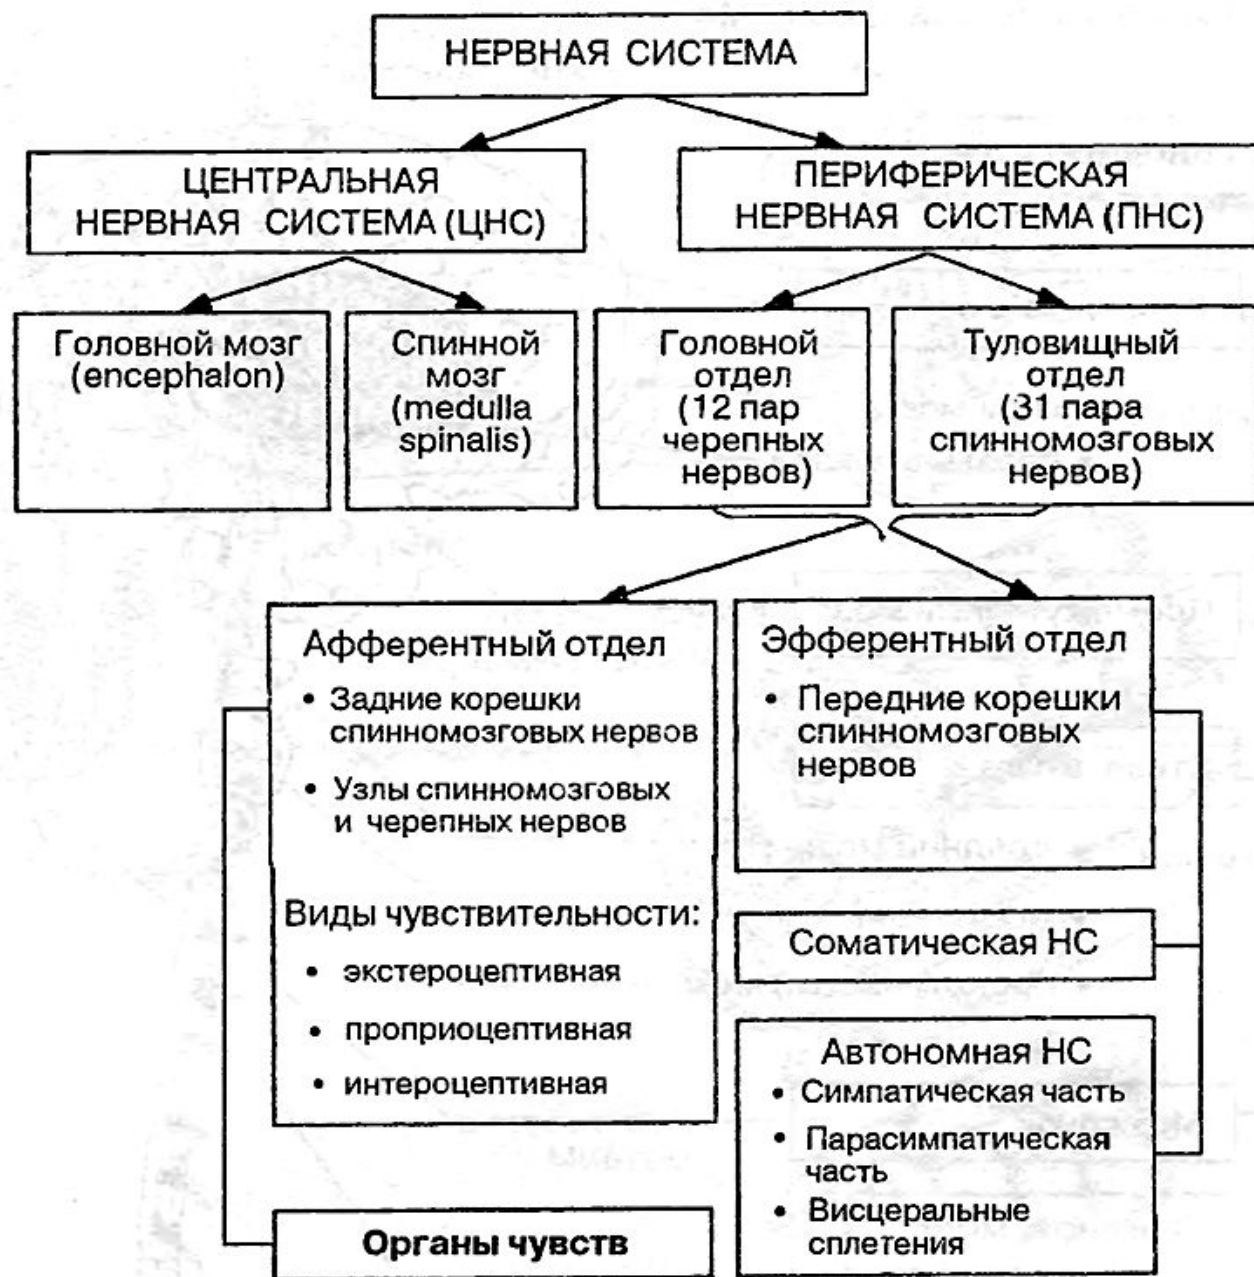 НЕРВНАЯ СИСТЕМА
ЦЕНТРАЛЬНАЯ
НЕРВНАЯ СИСТЕМА (ЦНС)
ПЕРИФЕРИЧЕСКАЯ
НЕРВНАЯ СИСТЕМА (ПНС)
Головной мозг
(encephalon)
Спинной
мозг
(medulla
spinalis)
Головной
отдел
(12 пар
черепных
нервов)
Туловищный
отдел
(31 пара
спинномозговых
нервов)
Афферентный отдел
• Задние корешки
спинномозговых нервов
• Узлы спинномозговых
и черепных нервов
Виды чувствительности:
• экстероцептивная
• проприоцептивная
• интероцептивная
Органы чувств
Эфферентный отдел
• Передние корешки
спинномозговых
нервов
Соматическая НС
Автономная НС
• Симпатическая часть
• Парасимпатическая
часть
• Висцеральные
сплетения